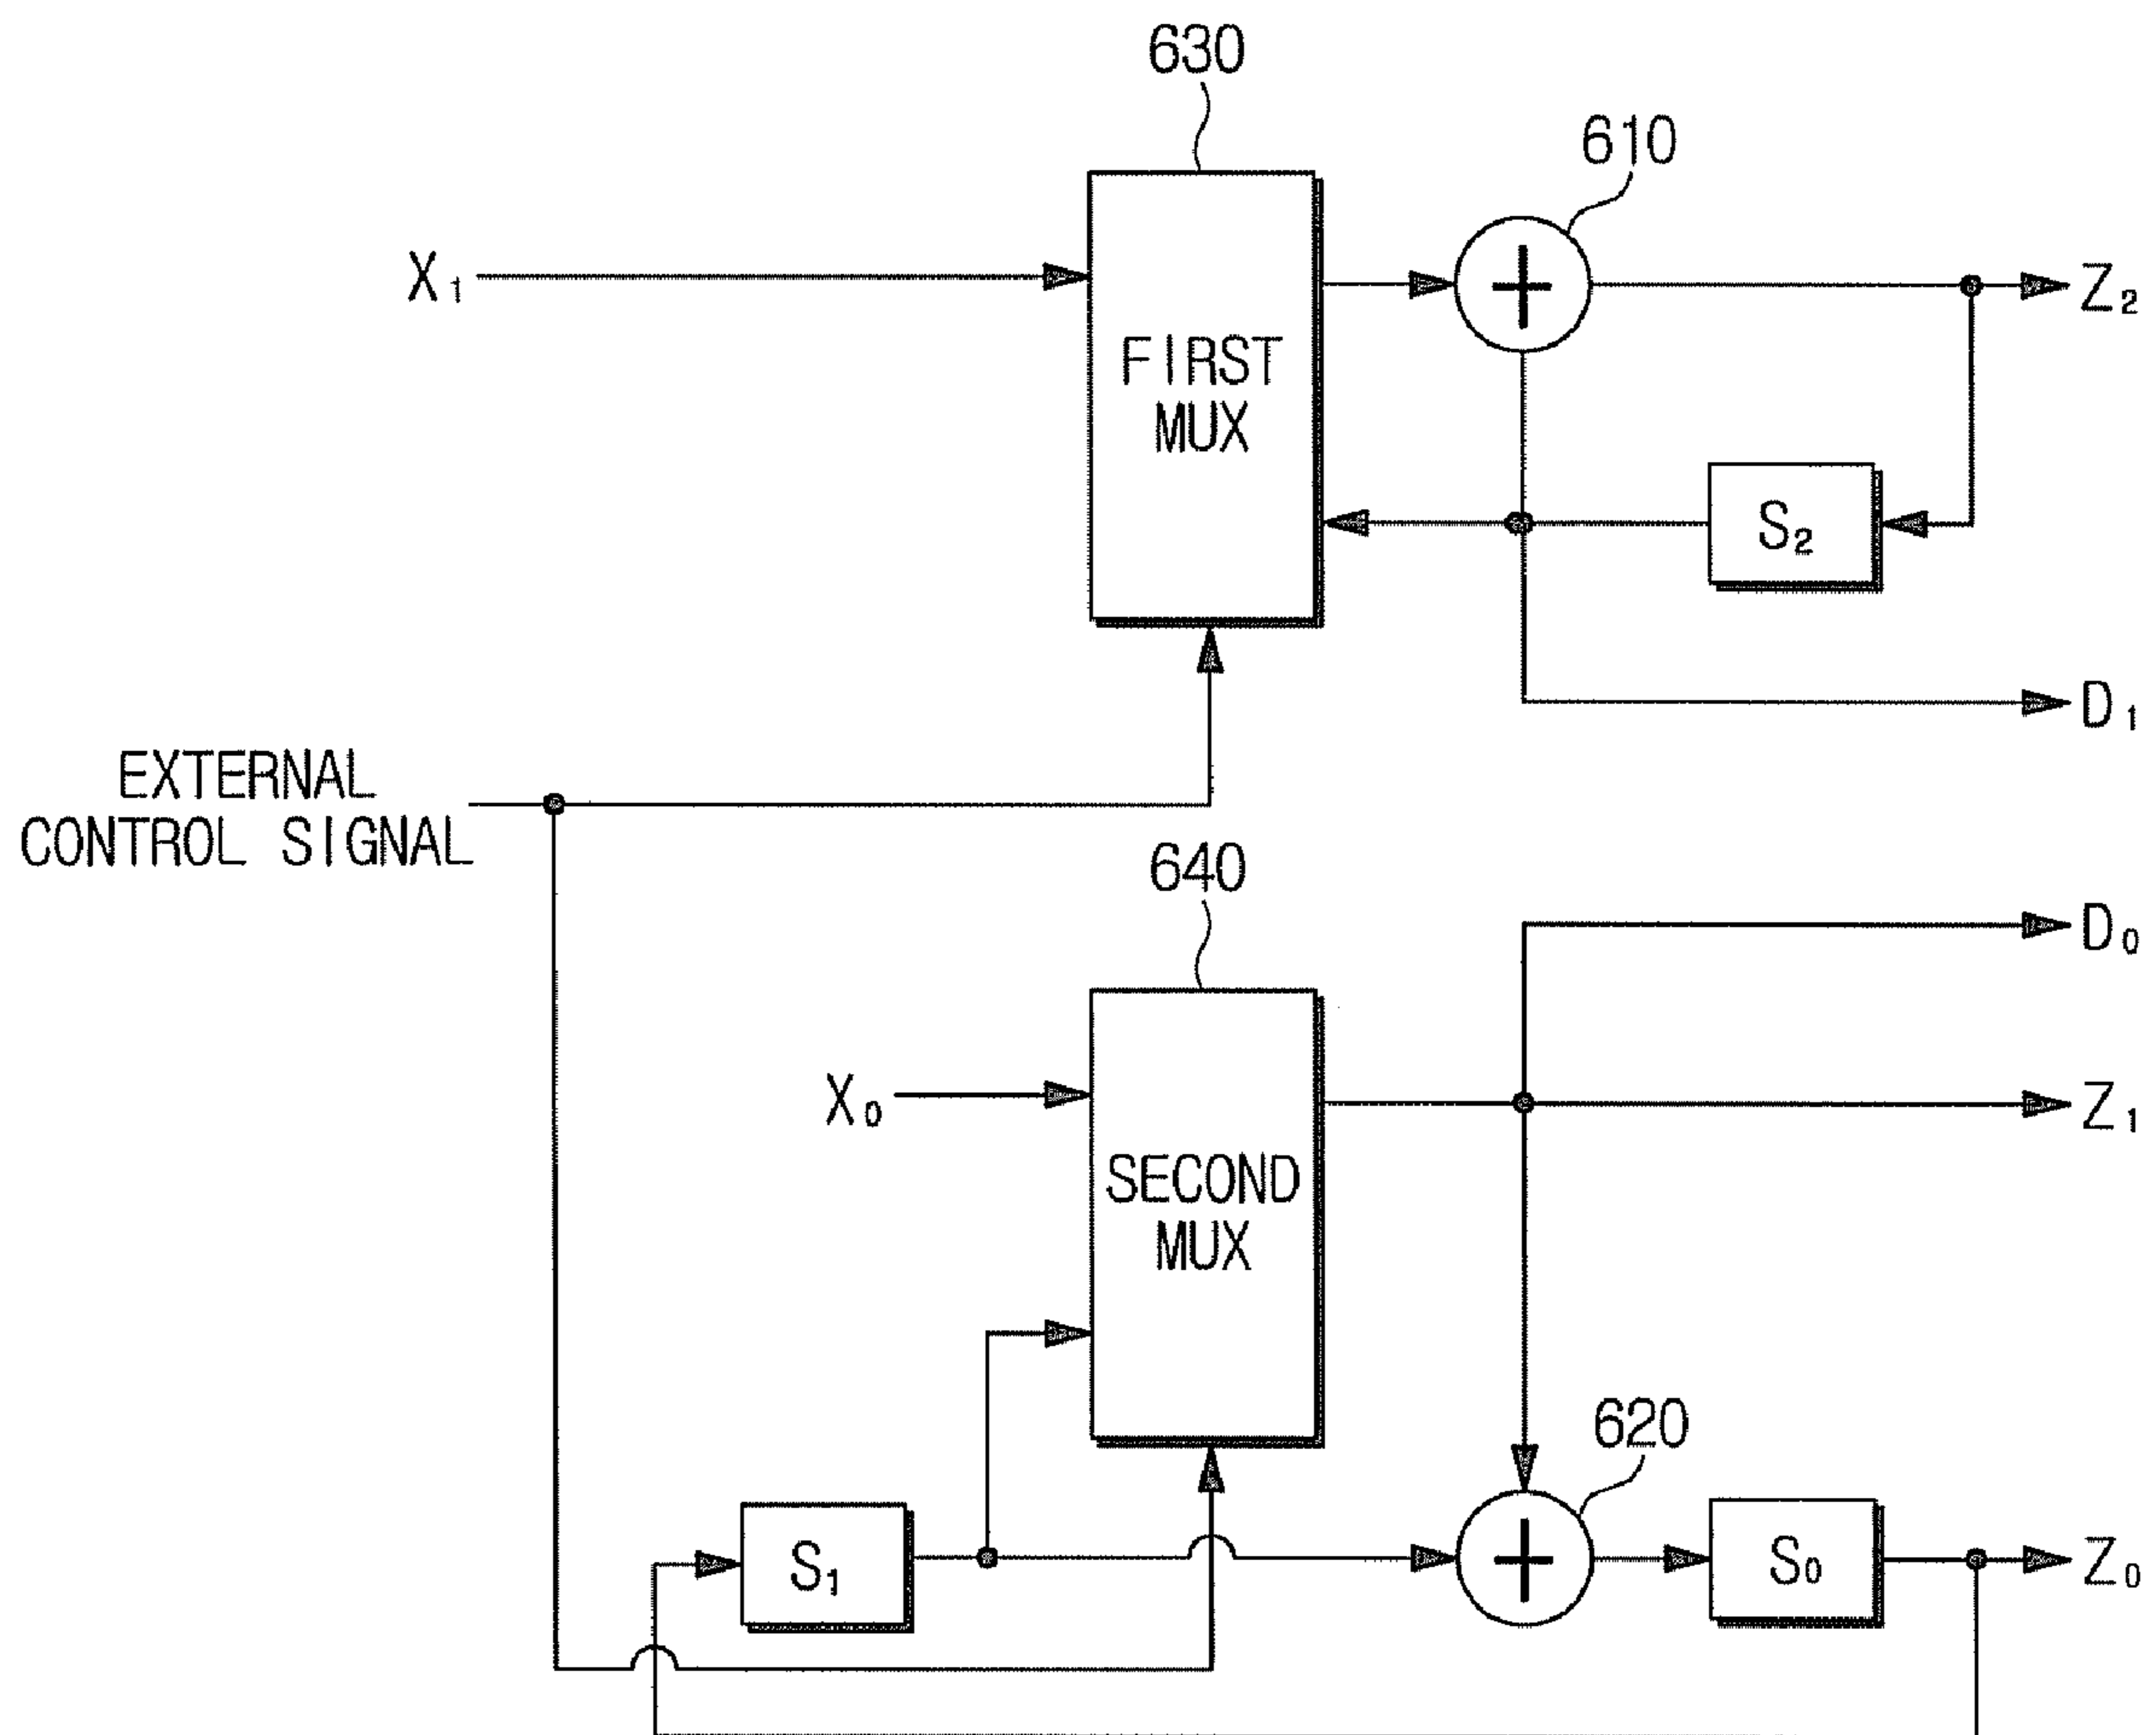 630
610
X₁
Z₂
FIRST
MUX
S₂
D₁
EXTERNAL
CONTROL SIGNAL
640
D₀
X₀
Z₁
SECOND
MUX
620
S₁
S₀
Z₀